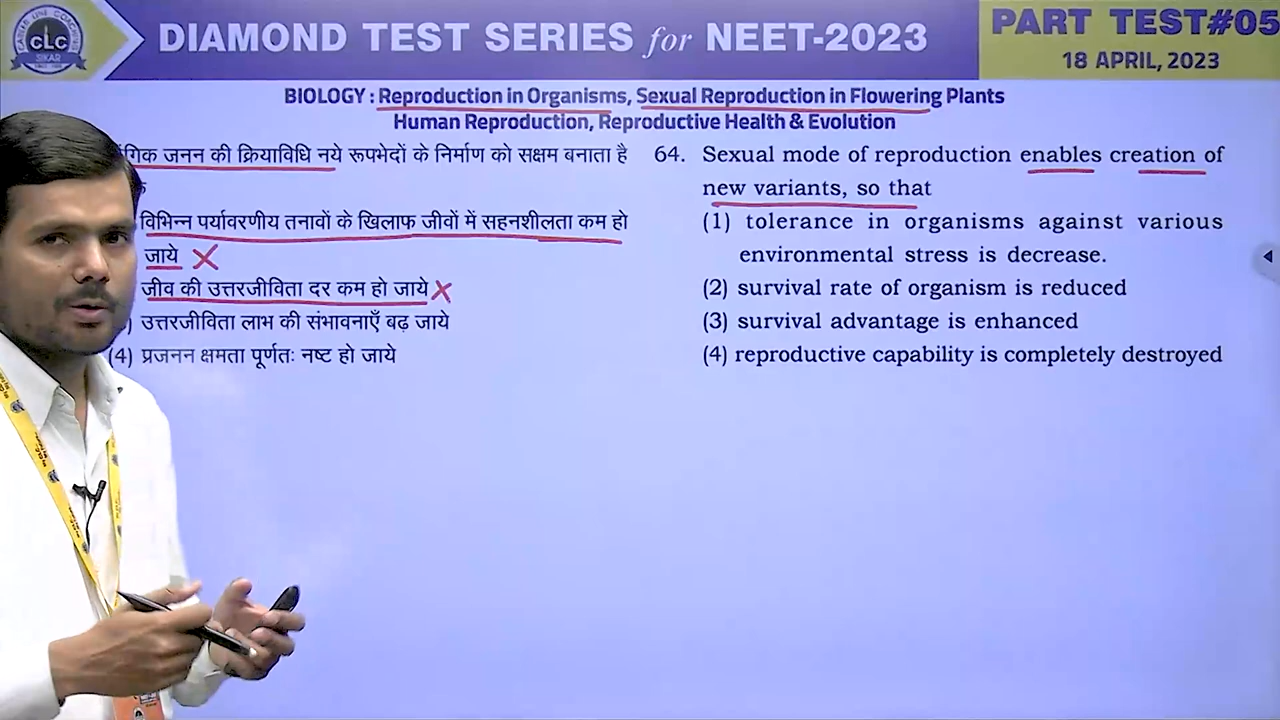 CLC
SIKAR
DIAMOND TEST SERIES for NEET-2023
PART TEST#05
18 APRIL, 2023
BIOLOGY : Reproduction in Organisms, Sexual Reproduction in Flowering Plants
Human Reproduction, Reproductive Health & Evolution
जनन की क्रियाविधि नये रूपभेदों के निर्माण को सक्षम बनाता है
विभिन्न पर्यावरणीय तनावों के खिलाफ जीवों में सहनशीलता कम हो
जाये
जीव की उत्तरजीविता दर कम हो जाये
उत्तरजीविता लाभ की संभावनाएँ बढ़ जाये
(4) प्रजनन क्षमता पूर्णतः नष्ट हो जाये
64. Sexual mode of reproduction enables creation of
new variants, so that
(1) tolerance in organisms against various
environmental stress is decrease.
(2) survival rate of organism is reduced
(3) survival advantage is enhanced
(4) reproductive capability is completely destroyed